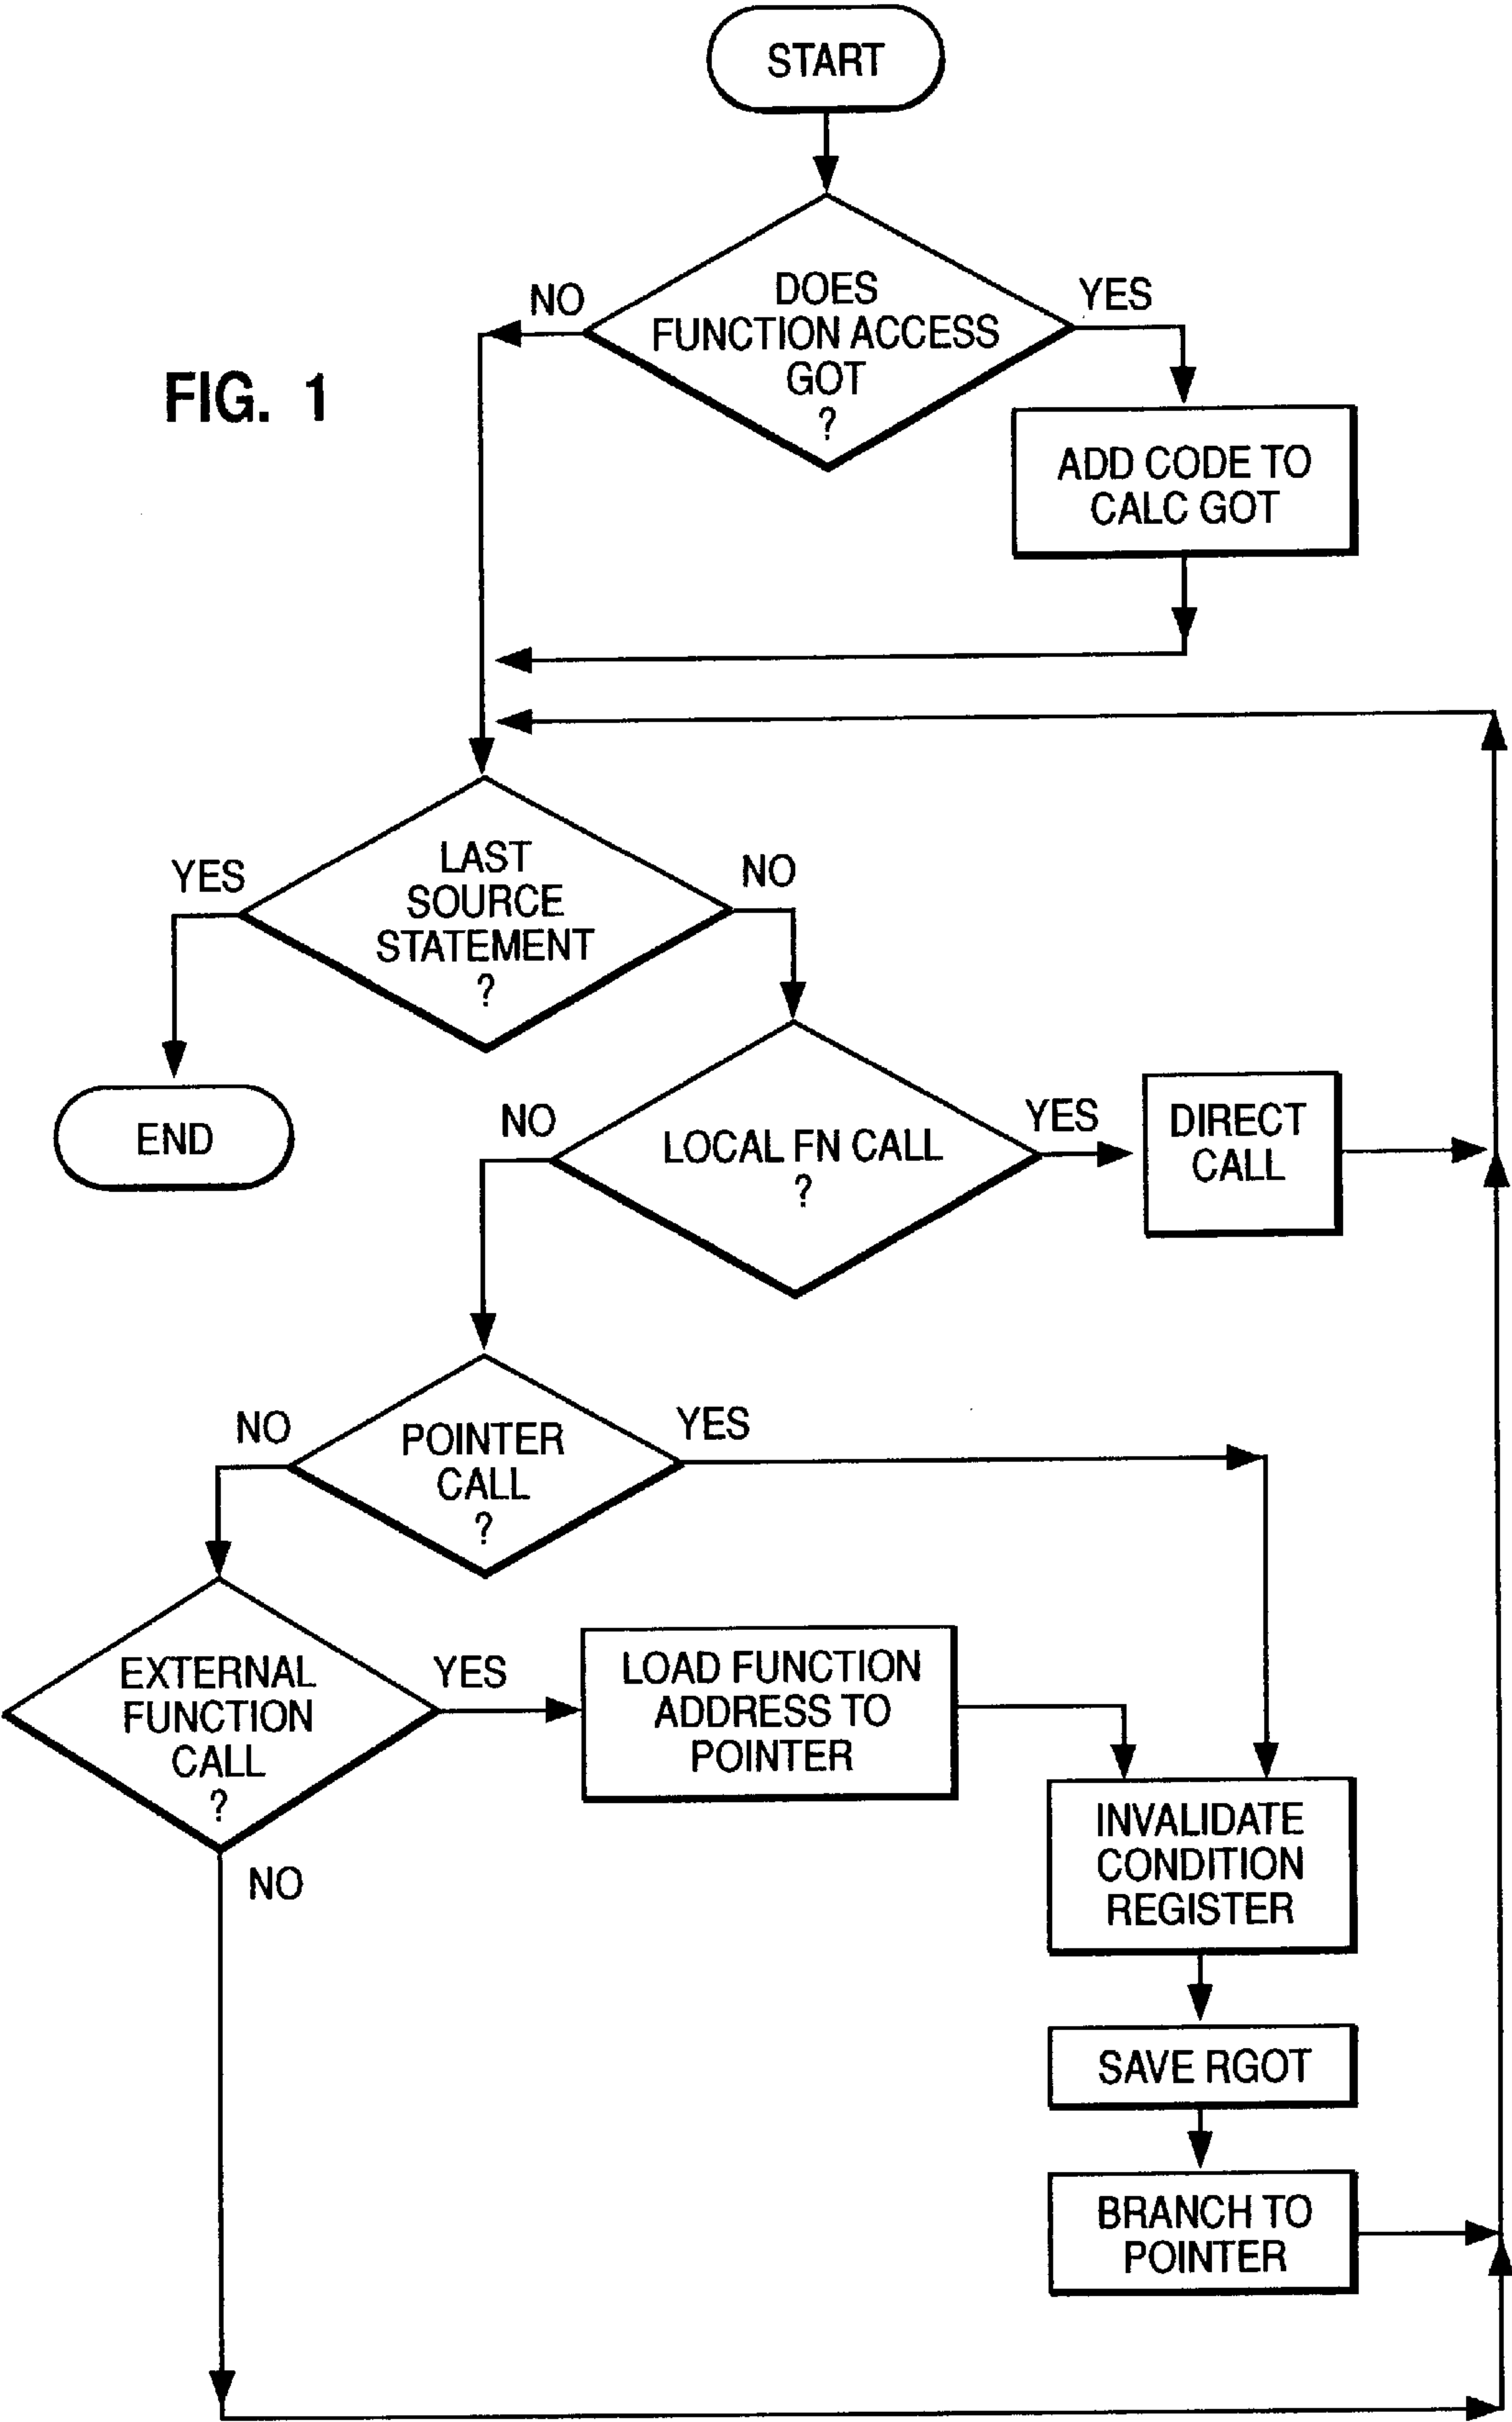 START
DOES
FUNCTION ACCESS
GOT
?
NO
YES
FIG. 1
ADD CODE TO
CALC GOT
LAST
SOURCE
STATEMENT
?
YES
NO
END
LOCAL FN CALL
?
NO
YES
DIRECT
CALL
POINTER
CALL
?
NO
YES
EXTERNAL
FUNCTION
CALL
?
YES
NO
LOAD FUNCTION
ADDRESS TO
POINTER
INVALIDATE
CONDITION
REGISTER
SAVE RGOT
BRANCH TO
POINTER